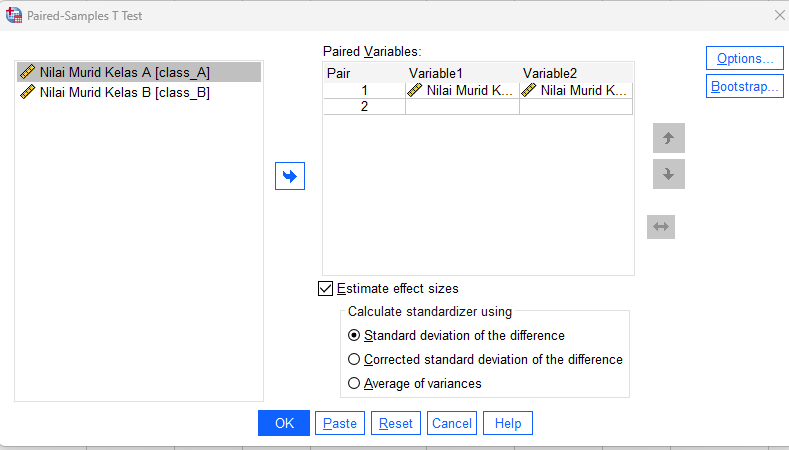 Paired-Samples T Test
Nilai Murid Kelas A [class_A]
Nilai Murid Kelas B [class_B]
Paired Variables:
Pair Variable1 Variable2
1 Nilai Murid K... Nilai Murid K...
2
Options...
Bootstrap...
Estimate effect sizes
Calculate standardizer using
Standard deviation of the difference
Corrected standard deviation of the difference
Average of variances
OK Paste Reset Cancel Help